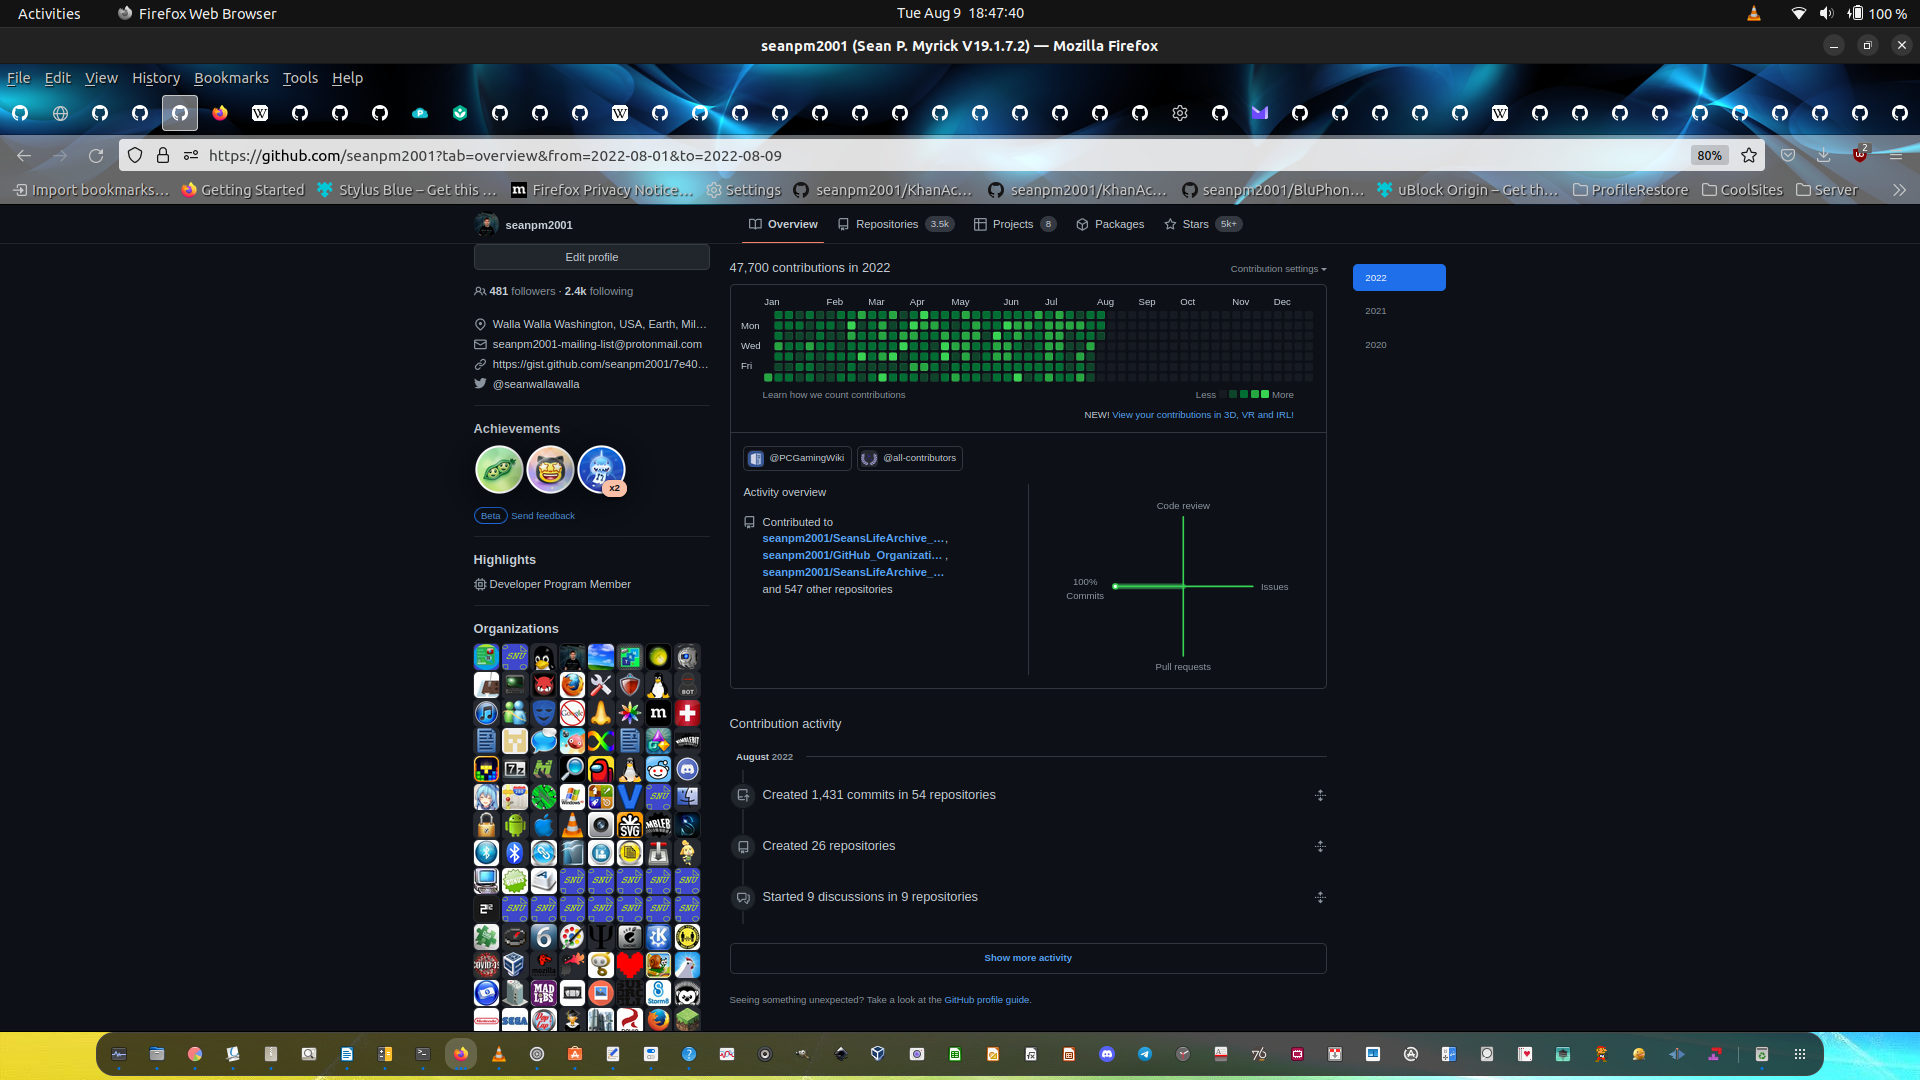 Activities
Firefox Web Browser
Tue Aug 9 18:47:40
100 %
seanpm2001 (Sean P. Myrick V19.1.7.2) — Mozilla Firefox
File Edit View History Bookmarks Tools Help
https://github.com/seanpm2001?tab=overview&from=2022-08-01&to=2022-08-09
80%
2
Import bookmarks…
Getting Started
Stylus Blue – Get this …
Firefox Privacy Notice…
Settings
seanpm2001/KhanAc…
seanpm2001/KhanAc…
seanpm2001/BluPhon…
uBlock Origin – Get th…
ProfileRestore
CoolSites
Server
seanpm2001
Overview
Repositories 3.5k
Projects 8
Packages
Stars 5k+
Edit profile
481 followers · 2.4k following
Walla Walla Washington, USA, Earth, Mil…
seanpm2001-mailing-list@protonmail.com
https://gist.github.com/seanpm2001/7e40…
@seanwallawalla
Achievements
x2
Beta Send feedback
Highlights
Developer Program Member
Organizations
47,700 contributions in 2022
Contribution settings
Jan Feb Mar Apr May Jun Jul Aug Sep Oct Nov Dec
Mon
Wed
Fri
Learn how we count contributions
Less More
NEW! View your contributions in 3D, VR and IRL!
@PCGamingWiki
@all-contributors
Activity overview
Contributed to
seanpm2001/SeansLifeArchive_…,
seanpm2001/GitHub_Organizati… ,
seanpm2001/SeansLifeArchive_…
and 547 other repositories
Code review
100%
Commits
Issues
Pull requests
Contribution activity
August 2022
Created 1,431 commits in 54 repositories
Created 26 repositories
Started 9 discussions in 9 repositories
Show more activity
Seeing something unexpected? Take a look at the GitHub profile guide.
2022
2021
2020